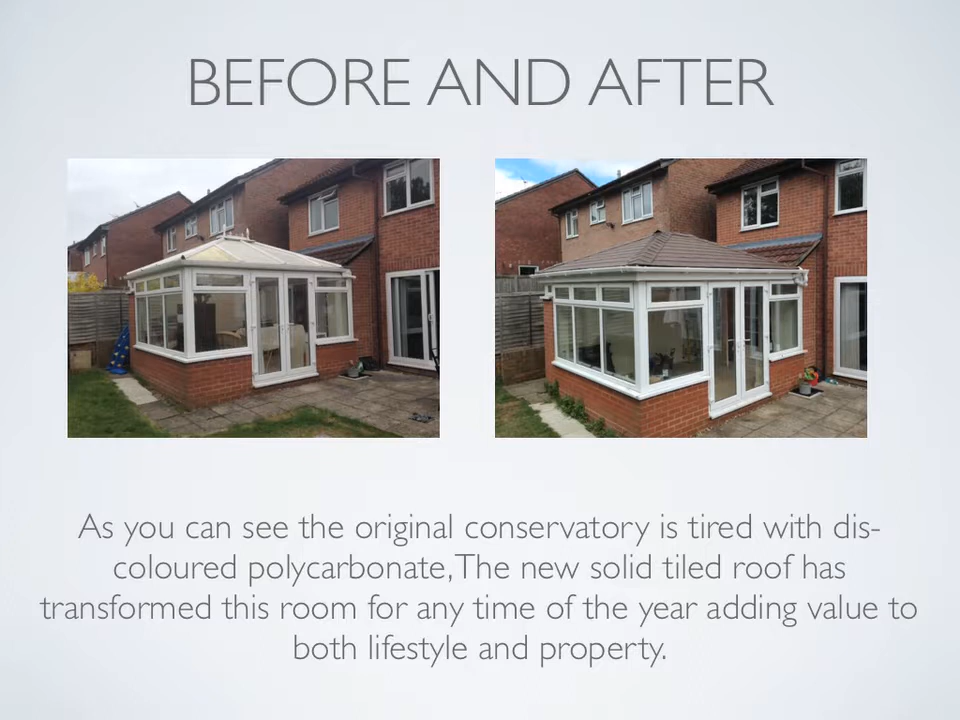 BEFORE AND AFTER
As you can see the original conservatory is tired with dis-
coloured polycarbonate,The new solid tiled roof has
transformed this room for any time of the year adding value to
both lifestyle and property.